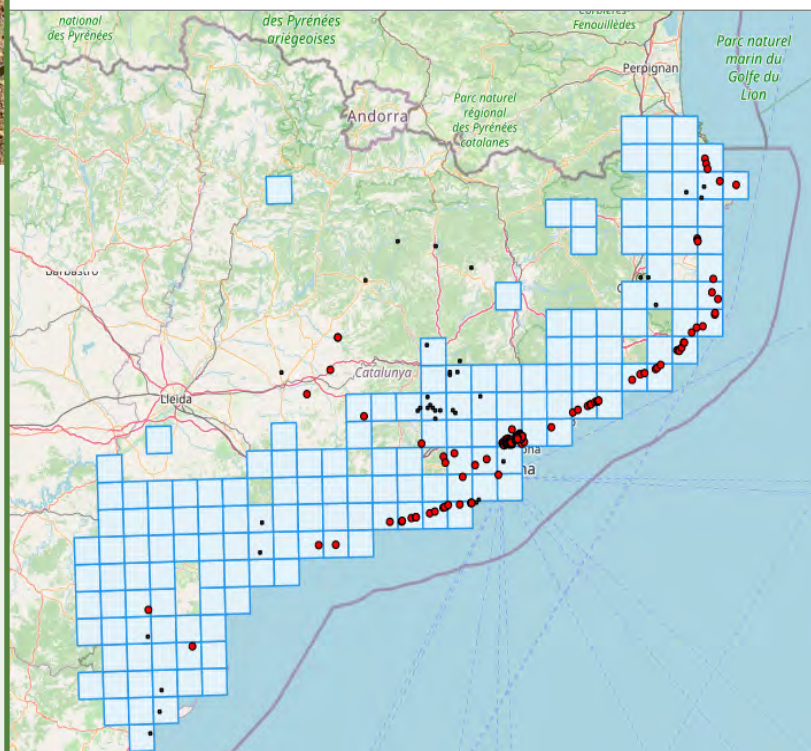 national
des Pyrénées
des Pyrénées
ariégeoises
Fenouillèdes
Parc naturel
marin du
Golfe du
Lion
Perpignan
Andorra
Parc naturel
régional
des Pyrénées
catalanes
Catalunya
Lleida